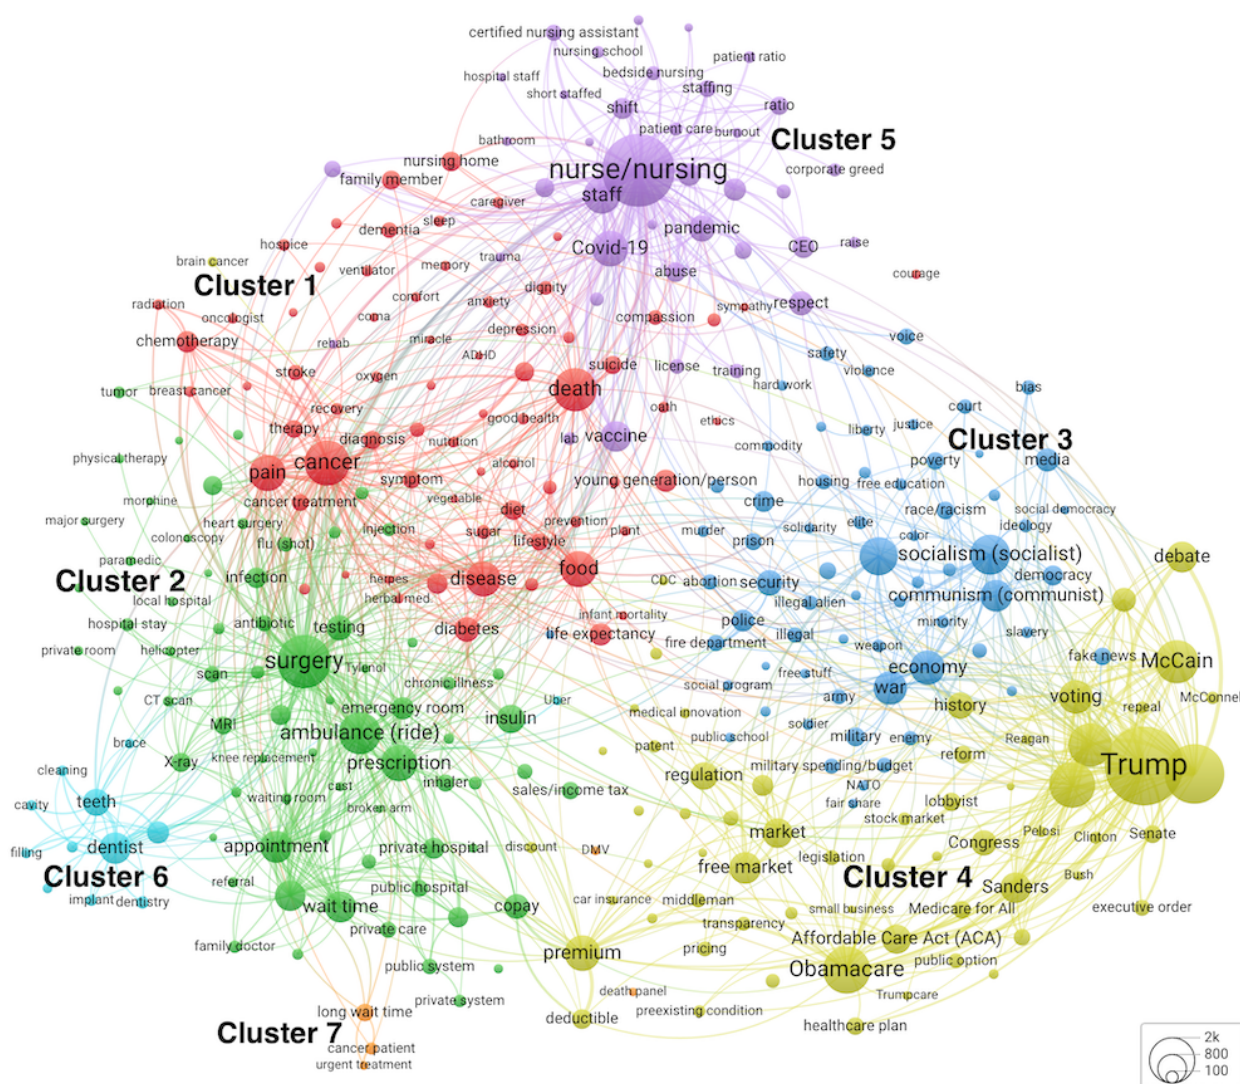 certified nursing assistant
nursing school
patient ratio
hospital staff
bedside nursing
short staffed
staffing
shift
ratio
patient care
burnout
Cluster 5
bathroom
nursing home
nurse/nursing
corporate greed
family member
staff
caregiver
sleep
dementia
pandemic
hospice
Covid-19
CEO
raise
brain cancer
trauma
ventilator
memory
abuse
courage
Cluster 1
dignity
comfort
anxiety
radiation
oncologist
coma
compassion
sympathy
respect
depression
chemotherapy
rehab
miracle
voice
ADHD
safety
suicide
license
training
violence
stroke
oxygen
hard work
death
tumor
breast cancer
bias
recovery
good health
oath
court
ethics
therapy
diagnosis
nutrition
lab
vaccine
liberty
justice
Cluster 3
commodity
physical therapy
pain
cancer
alcohol
poverty
media
symptom
young generation/person
housing
free education
morphine
cancer treatment
vegetable
diet
crime
race/racism
social democracy
major surgery
heart surgery
injection
sugar
prevention
plant
murder
solidarity
elite
ideology
colonoscopy
flu (shot)
lifestyle
prison
color
paramedic
socialism (socialist)
debate
food
Cluster 2
infection
herpes
disease
CDC
abortion
security
democracy
local hospital
herbal med.
illegal alien
communism (communist)
hospital stay
antibiotic
testing
diabetes
infant mortality
life expectancy
police
minority
fire department
illegal
slavery
private room
helicopter
surgery
weapon
fake news
McCain
scan
Tylenol
free stuff
economy
chronic illness
social program
war
CT scan
emergency room
Uber
army
history
voting
McConnel
repeal
MRI
ambulance (ride)
insulin
medical innovation
soldier
brace
public school
military
enemy
Reagan
patent
reform
X-ray
knee replacement
prescription
Trump
cleaning
cast
inhaler
regulation
military spending/budget
NATO
cavity
teeth
waiting room
broken arm
sales/income tax
fair share
lobbyist
stock market
market
Pelosi
Clinton
Senate
filling
dentist
appointment
private hospital
discount
DMV
Congress
free market
legislation
Cluster 6
Cluster 4
Bush
referral
public hospital
Sanders
implant
dentistry
wait time
copay
car insurance
middleman
small business
Medicare for All
executive order
private care
transparency
family doctor
premium
pricing
Affordable Care Act (ACA)
public system
Obamacare
public option
death panel
Trumpcare
private system
long wait time
deductible
preexisting condition
healthcare plan
Cluster 7
cancer patient
urgent treatment
2k
800
100